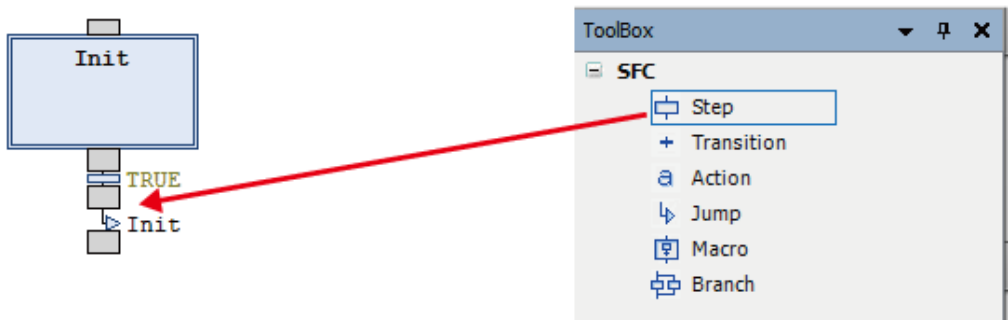 Init
TRUE
Init
ToolBox
SFC
Step
Transition
Action
Jump
Macro
Branch